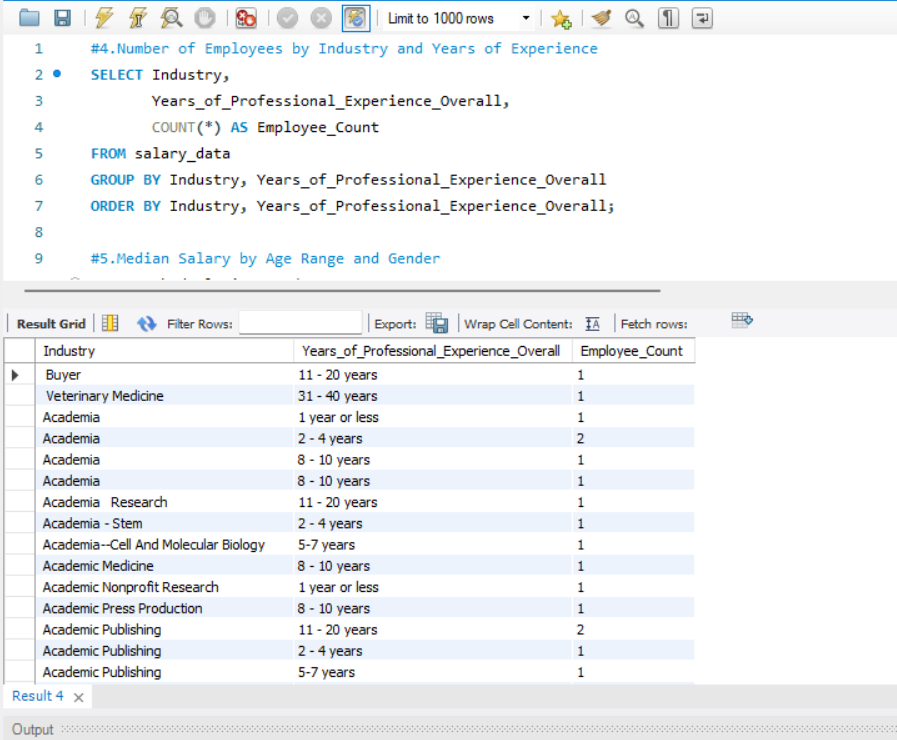 Limit to 1000 rows
1 #4.Number of Employees by Industry and Years of Experience
2 SELECT Industry,
3 Years_of_Professional_Experience_Overall,
4 COUNT(*) AS Employee_Count
5 FROM salary_data
6 GROUP BY Industry, Years_of_Professional_Experience_Overall
7 ORDER BY Industry, Years_of_Professional_Experience_Overall;
8
9 #5.Median Salary by Age Range and Gender
Result Grid Filter Rows: Export: Wrap Cell Content: IA Fetch rows:
Industry Years_of_Professional_Experience_Overall Employee_Count
Buyer 11 - 20 years 1
Veterinary Medicine 31 - 40 years 1
Academia 1 year or less 1
Academia 2 - 4 years 2
Academia 8 - 10 years 1
Academia 8 - 10 years 1
Academia  Research 11 - 20 years 1
Academia - Stem 2 - 4 years 1
Academia--Cell And Molecular Biology 5-7 years 1
Academic Medicine 8 - 10 years 1
Academic Nonprofit Research 1 year or less 1
Academic Press Production 8 - 10 years 1
Academic Publishing 11 - 20 years 2
Academic Publishing 2 - 4 years 1
Academic Publishing 5-7 years 1
Result 4
Output